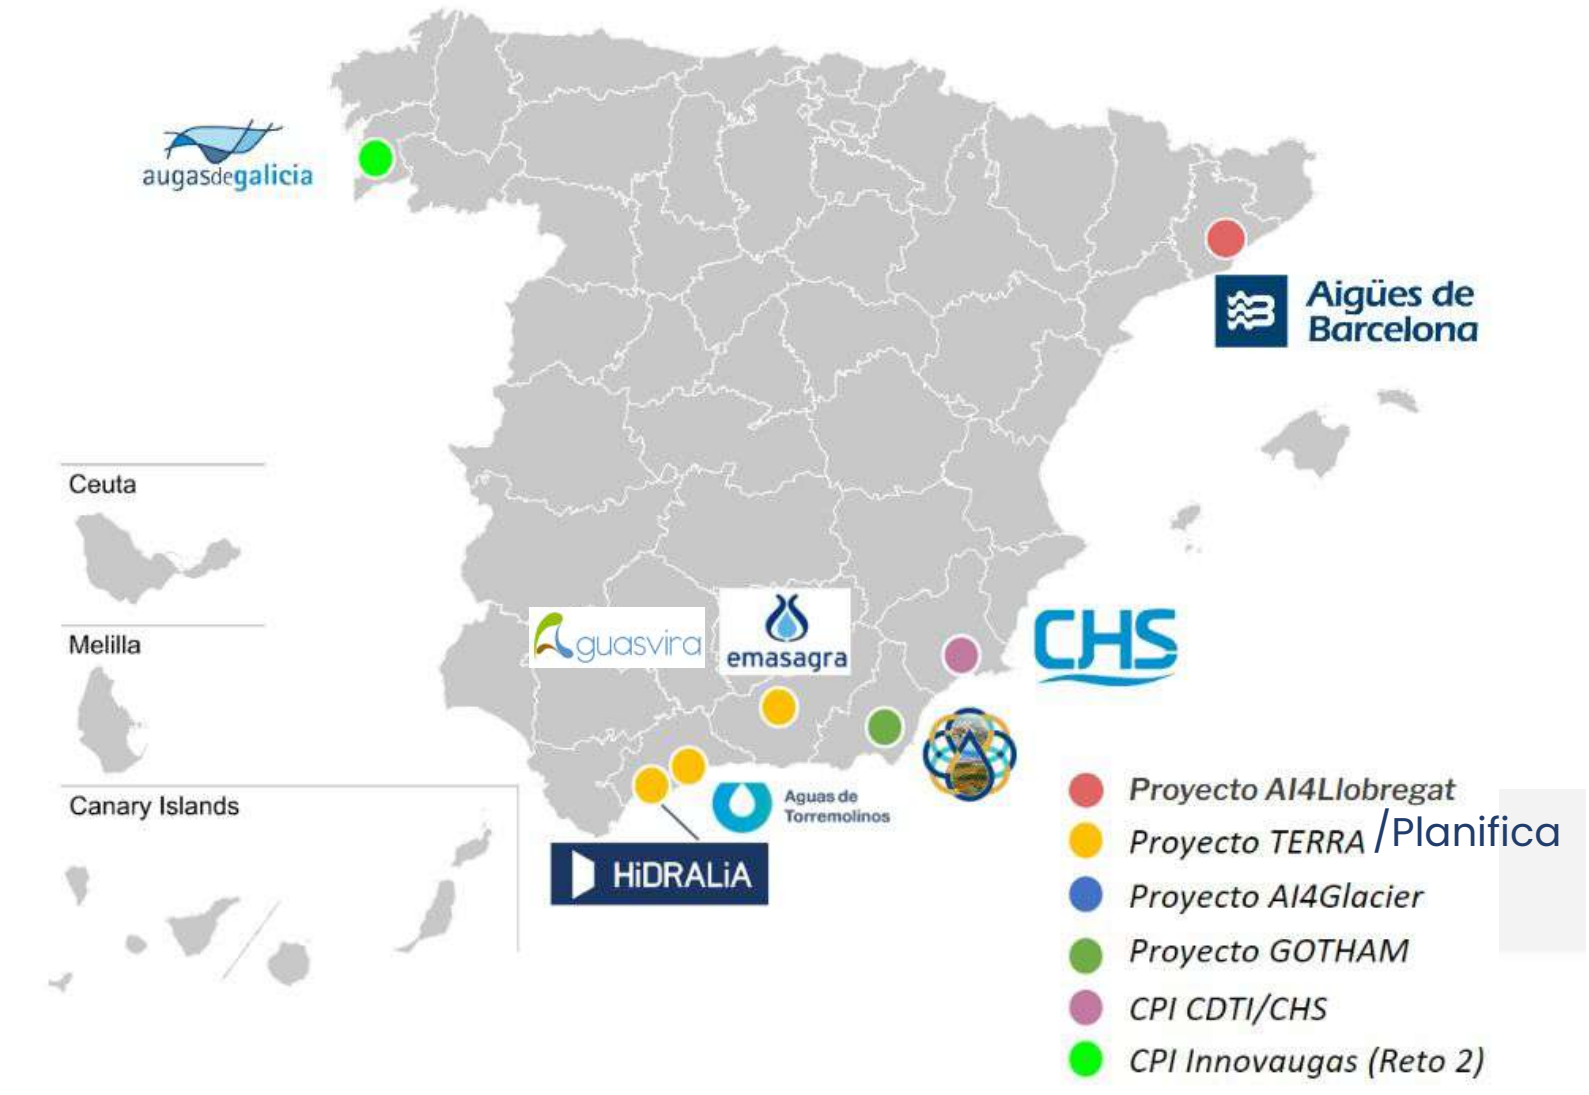 augasdegalicia
Aigües de
Barcelona
Ceuta
Melilla
Canary Islands
Aguasvira
emasagra
CHS
Aguas de
Torremolinos
HiDRALiA
Proyecto AI4Llobregat
Proyecto TERRA /Planifica
Proyecto AI4Glacier
Proyecto GOTHAM
CPI CDTI/CHS
CPI Innovaugas (Reto 2)